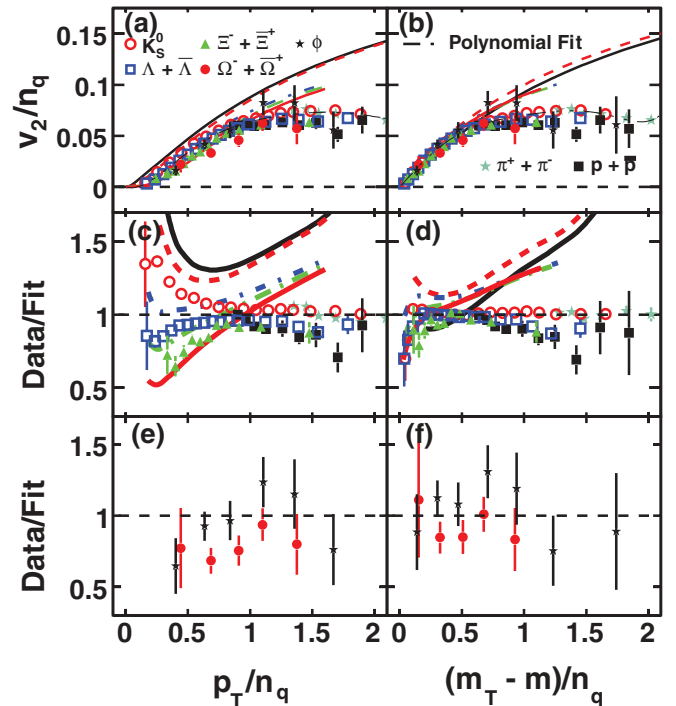 (a)
K⁰_S
Ξ⁻ + Ξ̅⁺
ϕ
Λ + Λ̅
Ω⁻ + Ω̅⁺
(b)
Polynomial Fit
π⁺ + π⁻
p + p̅
v₂/n_q
0.15
0.1
0.05
0
(c)
(d)
Data/Fit
1.5
1
0.5
(e)
(f)
Data/Fit
1.5
1
0.5
0 0.5 1 1.5 2 0 0.5 1 1.5 2
p_T/n_q
(m_T - m)/n_q